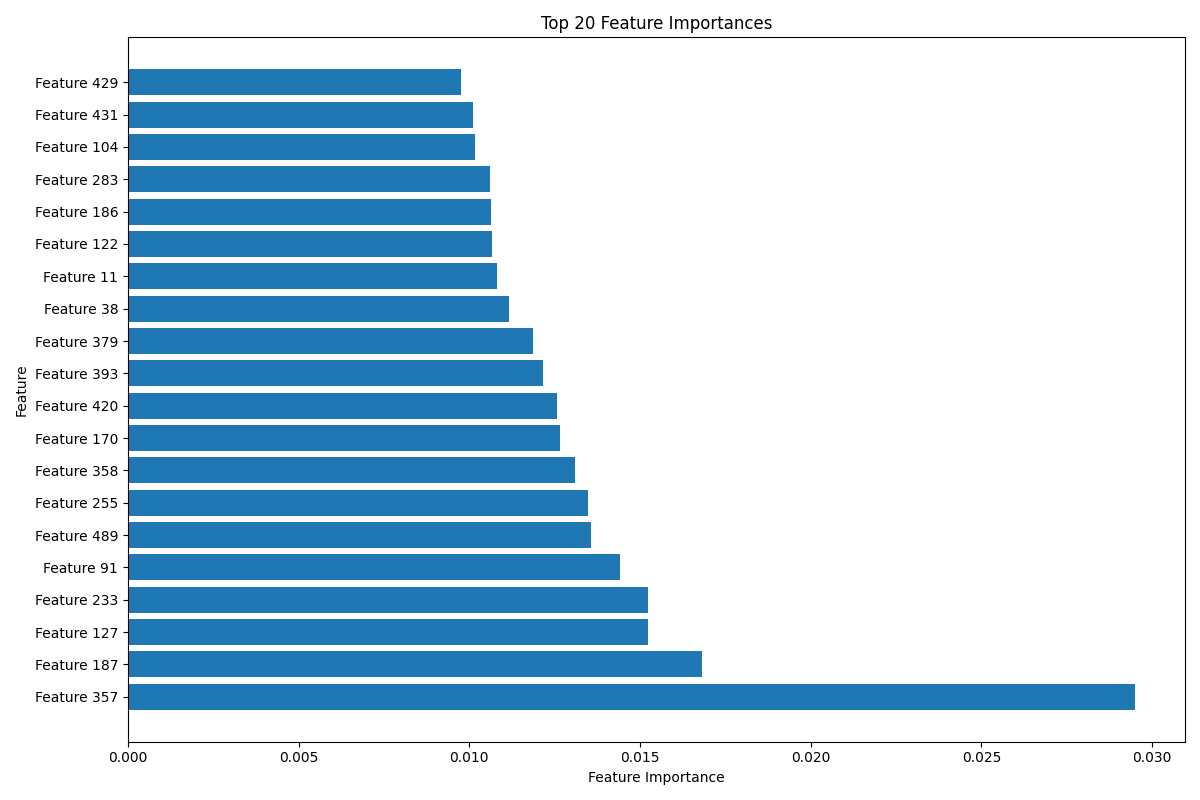 Top 20 Feature Importances
Feature
Feature 429
Feature 431
Feature 104
Feature 283
Feature 186
Feature 122
Feature 11
Feature 38
Feature 379
Feature 393
Feature 420
Feature 170
Feature 358
Feature 255
Feature 489
Feature 91
Feature 233
Feature 127
Feature 187
Feature 357
0.000 0.005 0.010 0.015 0.020 0.025 0.030
Feature Importance